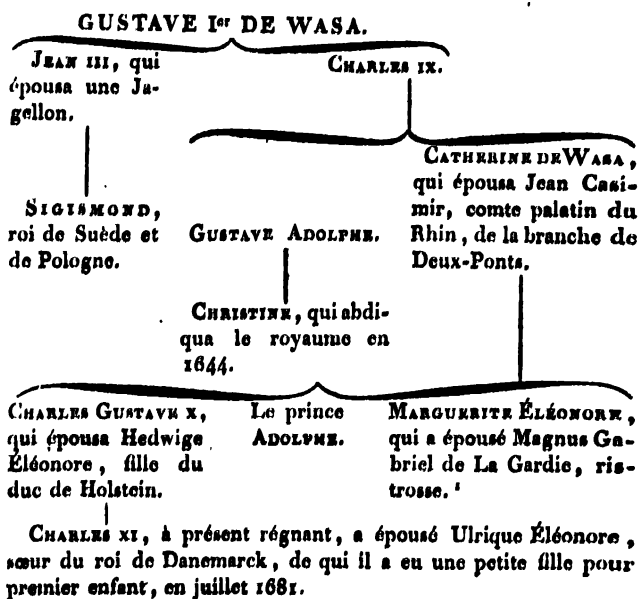 GUSTAVE Ier DE WASA.
JEAN III, qui
épousa une Ja-
gellon.
CHARLES IX.
SIGISMOND,
roi de Suède et
de Pologne.
GUSTAVE ADOLPHE.
CATHERINE DE WASA,
qui épousa Jean Casi-
mir, comte palatin du
Rhin, de la branche de
Deux-Ponts.
CHRISTINE, qui abdi-
qua le royaume en
1644.
CHARLES GUSTAVE X,
qui épousa Hedwige
Éléonore, fille du
duc de Holstein.
Le prince
ADOLPHE.
MARGUERITE ÉLÉONORE,
qui a épousé Magnus Ga-
briel de La Gardie, ris-
trosse. 1
CHARLES XI, à présent régnant, a épousé Ulrique Éléonore,
sœur du roi de Danemarck, de qui il a eu une petite fille pour
premier enfant, en juillet 1681.